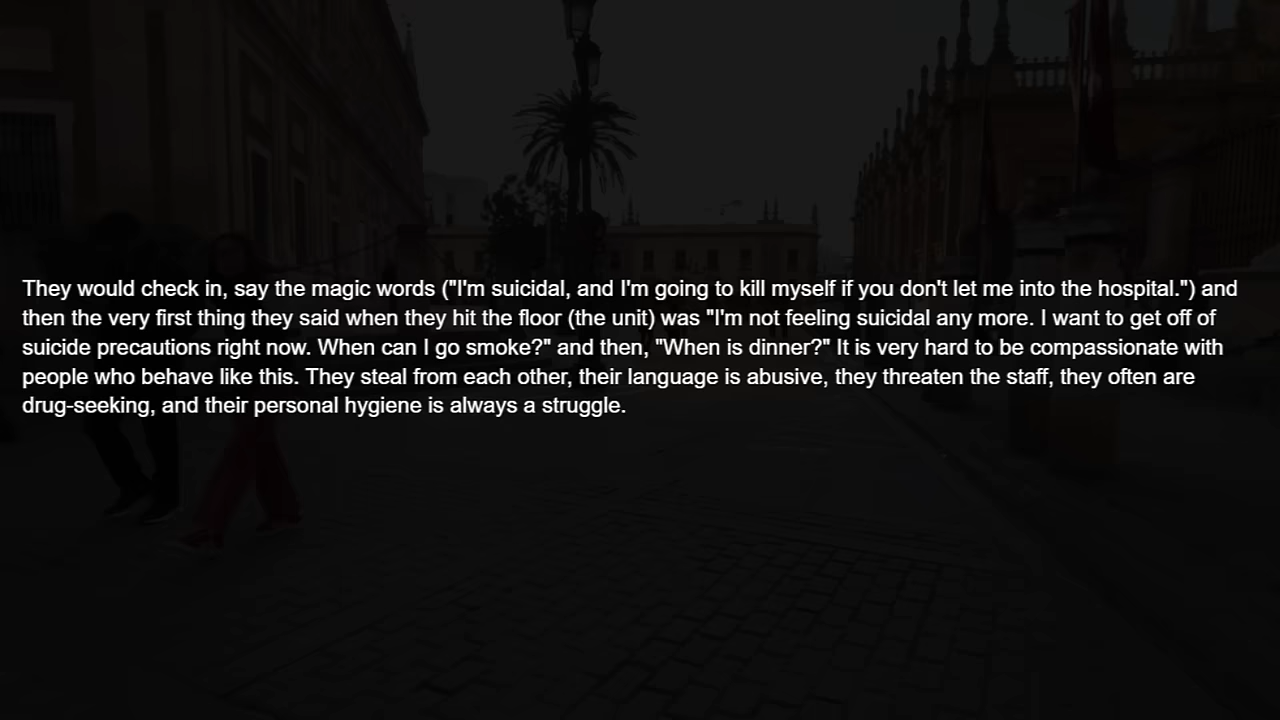 They would check in, say the magic words ("I'm suicidal, and I'm going to kill myself if you don't let me into the hospital.") and
then the very first thing they said when they hit the floor (the unit) was "I'm not feeling suicidal any more. I want to get off of
suicide precautions right now. When can I go smoke?" and then, "When is dinner?" It is very hard to be compassionate with
people who behave like this. They steal from each other, their language is abusive, they threaten the staff, they often are
drug-seeking, and their personal hygiene is always a struggle.